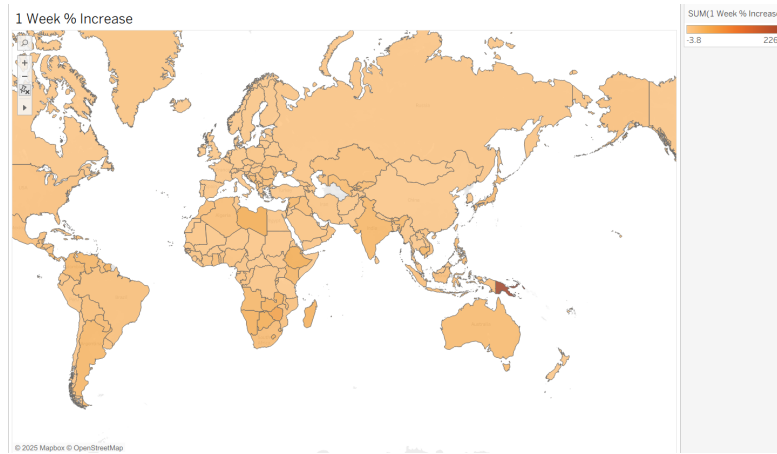 1 Week % Increase
SUM(1 Week % Increase
-3.8
226
© 2025 Mapbox © OpenStreetMap